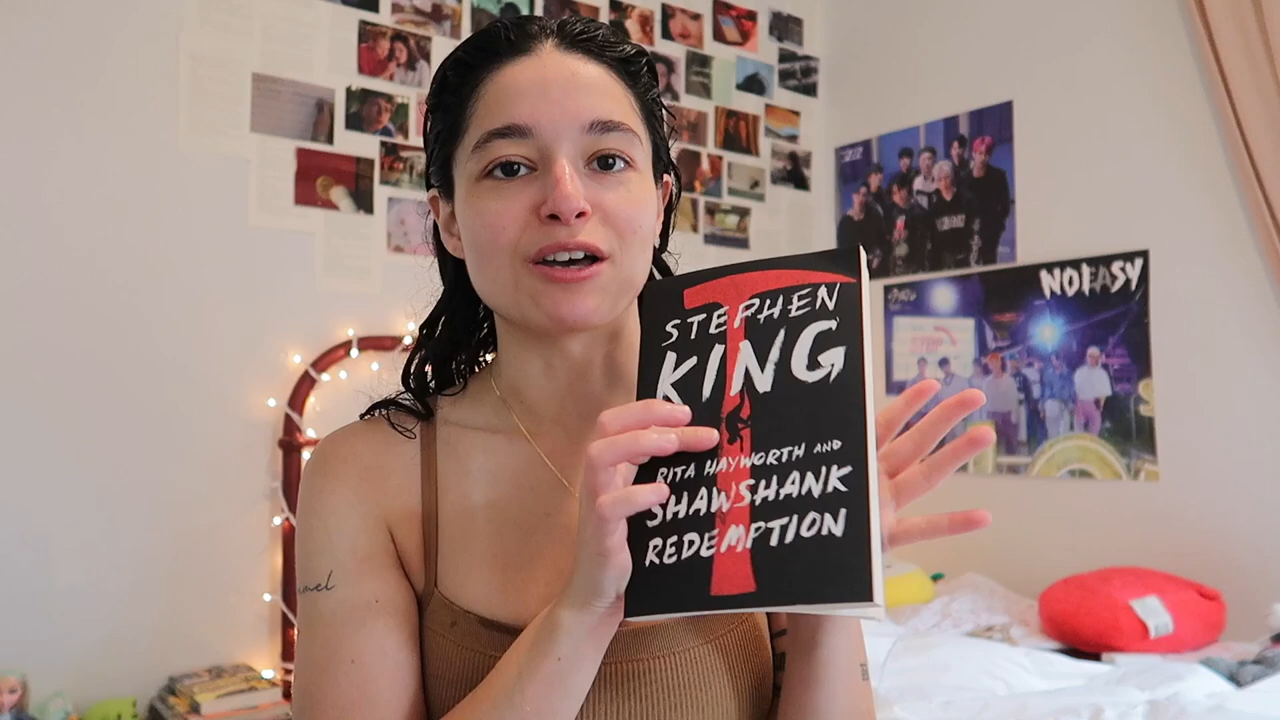 STEPHEN
KING
RITA HAYWORTH AND
SHAWSHANK
REDEMPTION
NOEASY